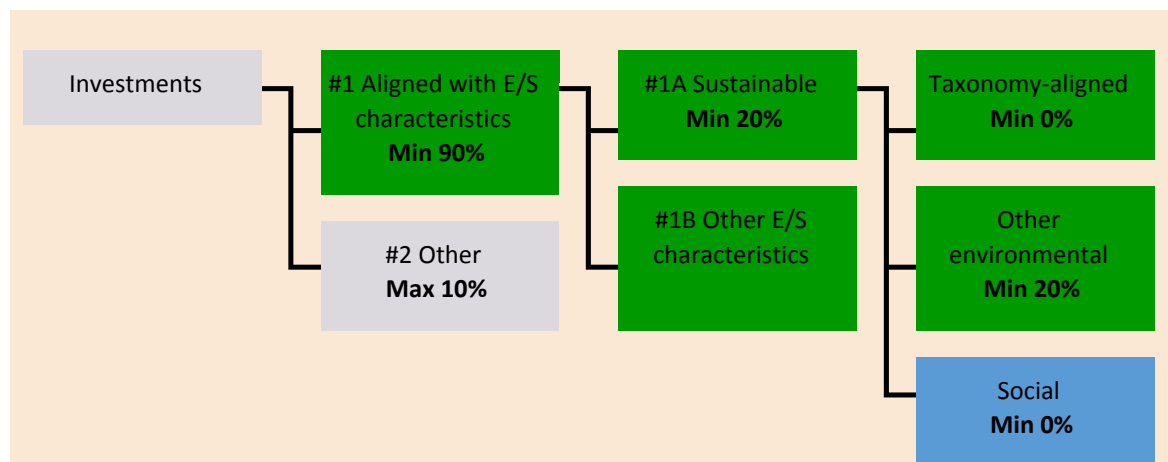 Investments
#1 Aligned with E/S
characteristics
Min 90%
#2 Other
Max 10%
#1A Sustainable
Min 20%
#1B Other E/S
characteristics
Taxonomy-aligned
Min 0%
Other
environmental
Min 20%
Social
Min 0%